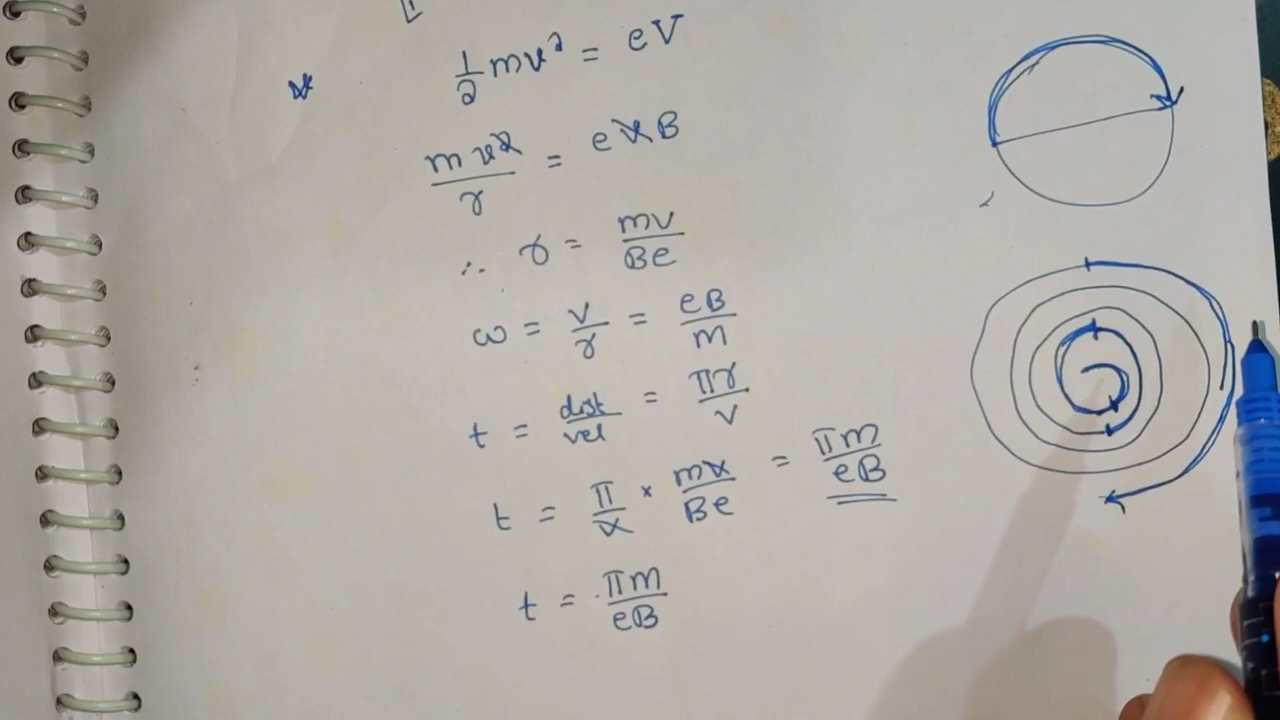 ½mv² = eV
mv²/r = evB
∴ r = mv/Be
ω = v/r = eB/m
t = dist/vel = πr/v
t = π/v × mv/Be = πm/eB
t = πm/eB